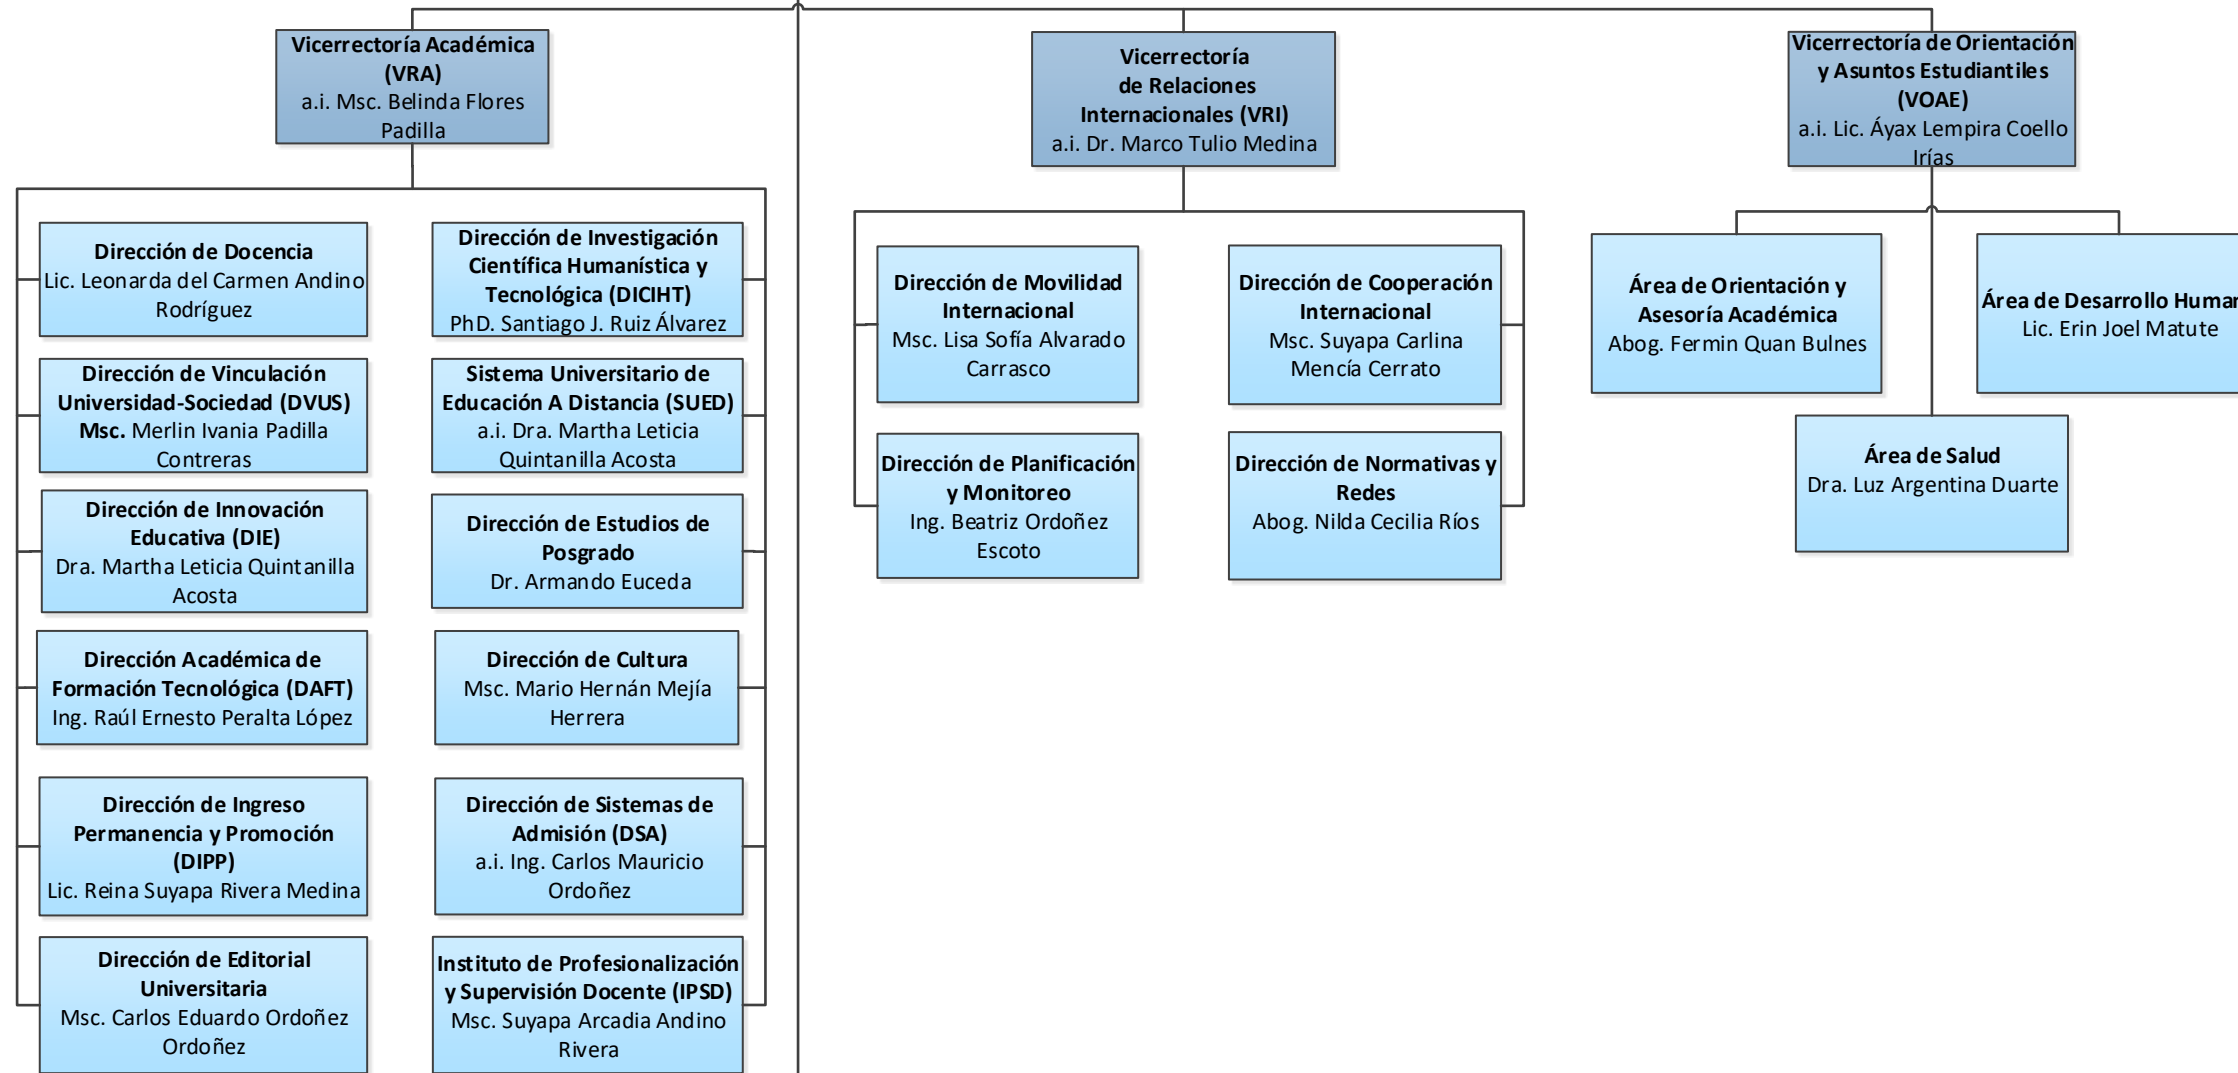 Vicerrectoría Académica
(VRA)
a.i. Msc. Belinda Flores
Padilla
Vicerrectoría
de Relaciones
Internacionales (VRI)
a.i. Dr. Marco Tulio Medina
Vicerrectoría de Orientación
y Asuntos Estudiantiles
(VOAE)
a.i. Lic. Áyax Lempira Coello
Irías
Dirección de Docencia
Lic. Leonarda del Carmen Andino
Rodríguez
Dirección de Investigación
Científica Humanística y
Tecnológica (DICIHT)
PhD. Santiago J. Ruiz Álvarez
Dirección de Vinculación
Universidad-Sociedad (DVUS)
Msc. Merlin Ivania Padilla
Contreras
Sistema Universitario de
Educación A Distancia (SUED)
a.i. Dra. Martha Leticia
Quintanilla Acosta
Dirección de Innovación
Educativa (DIE)
Dra. Martha Leticia Quintanilla
Acosta
Dirección de Estudios de
Posgrado
Dr. Armando Euceda
Dirección Académica de
Formación Tecnológica (DAFT)
Ing. Raúl Ernesto Peralta López
Dirección de Cultura
Msc. Mario Hernán Mejía
Herrera
Dirección de Ingreso
Permanencia y Promoción
(DIPP)
Lic. Reina Suyapa Rivera Medina
Dirección de Sistemas de
Admisión (DSA)
a.i. Ing. Carlos Mauricio
Ordoñez
Dirección de Editorial
Universitaria
Msc. Carlos Eduardo Ordoñez
Ordoñez
Instituto de Profesionalización
y Supervisión Docente (IPSD)
Msc. Suyapa Arcadia Andino
Rivera
Dirección de Movilidad
Internacional
Msc. Lisa Sofía Alvarado
Carrasco
Dirección de Cooperación
Internacional
Msc. Suyapa Carlina
Mencía Cerrato
Dirección de Planificación
y Monitoreo
Ing. Beatriz Ordoñez
Escoto
Dirección de Normativas y
Redes
Abog. Nilda Cecilia Ríos
Área de Orientación y
Asesoría Académica
Abog. Fermin Quan Bulnes
Área de Desarrollo Human
Lic. Erin Joel Matute
Área de Salud
Dra. Luz Argentina Duarte